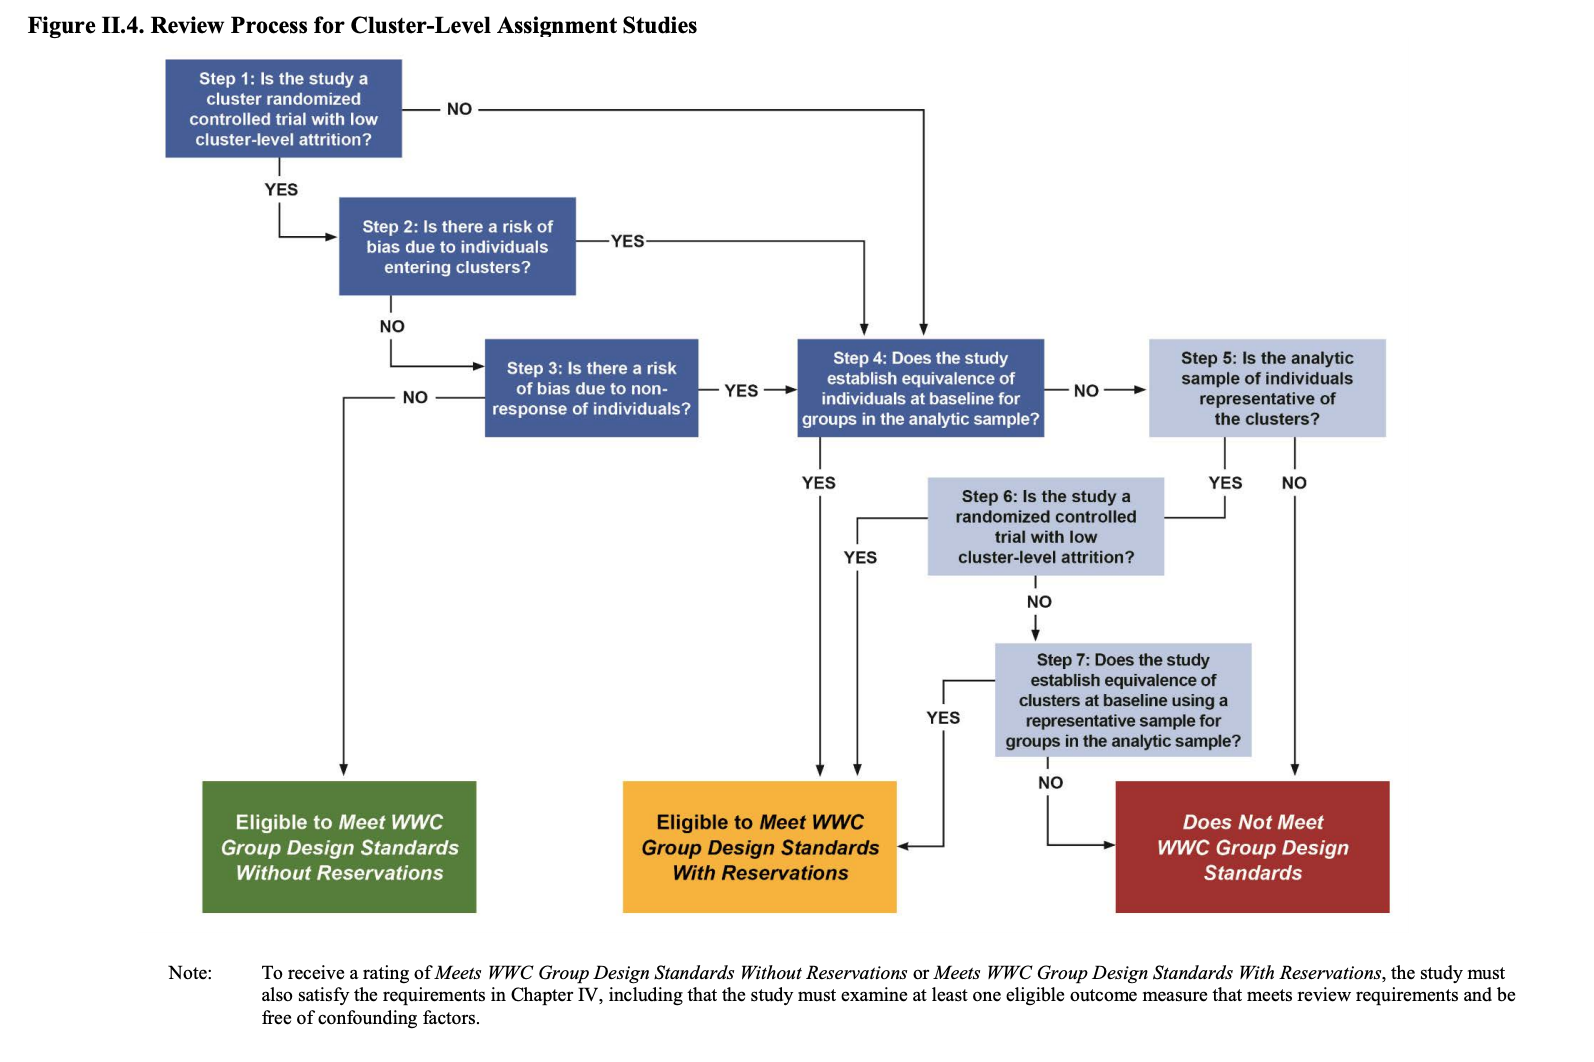 Figure II.4. Review Process for Cluster-Level Assignment Studies
Step 1: Is the study a
cluster randomized
controlled trial with low
cluster-level attrition?
NO
YES
Step 2: Is there a risk of
bias due to individuals
entering clusters?
YES
NO
Step 3: Is there a risk
of bias due to non-
response of individuals?
NO
YES
Step 4: Does the study
establish equivalence of
individuals at baseline for
groups in the analytic sample?
NO
YES
Step 5: Is the analytic
sample of individuals
representative of
the clusters?
YES
NO
Step 6: Is the study a
randomized controlled
trial with low
cluster-level attrition?
YES
NO
Step 7: Does the study
establish equivalence of
clusters at baseline using a
representative sample for
groups in the analytic sample?
YES
NO
Eligible to Meet WWC
Group Design Standards
Without Reservations
Eligible to Meet WWC
Group Design Standards
With Reservations
Does Not Meet
WWC Group Design
Standards
Note: To receive a rating of Meets WWC Group Design Standards Without Reservations or Meets WWC Group Design Standards With Reservations, the study must
also satisfy the requirements in Chapter IV, including that the study must examine at least one eligible outcome measure that meets review requirements and be
free of confounding factors.